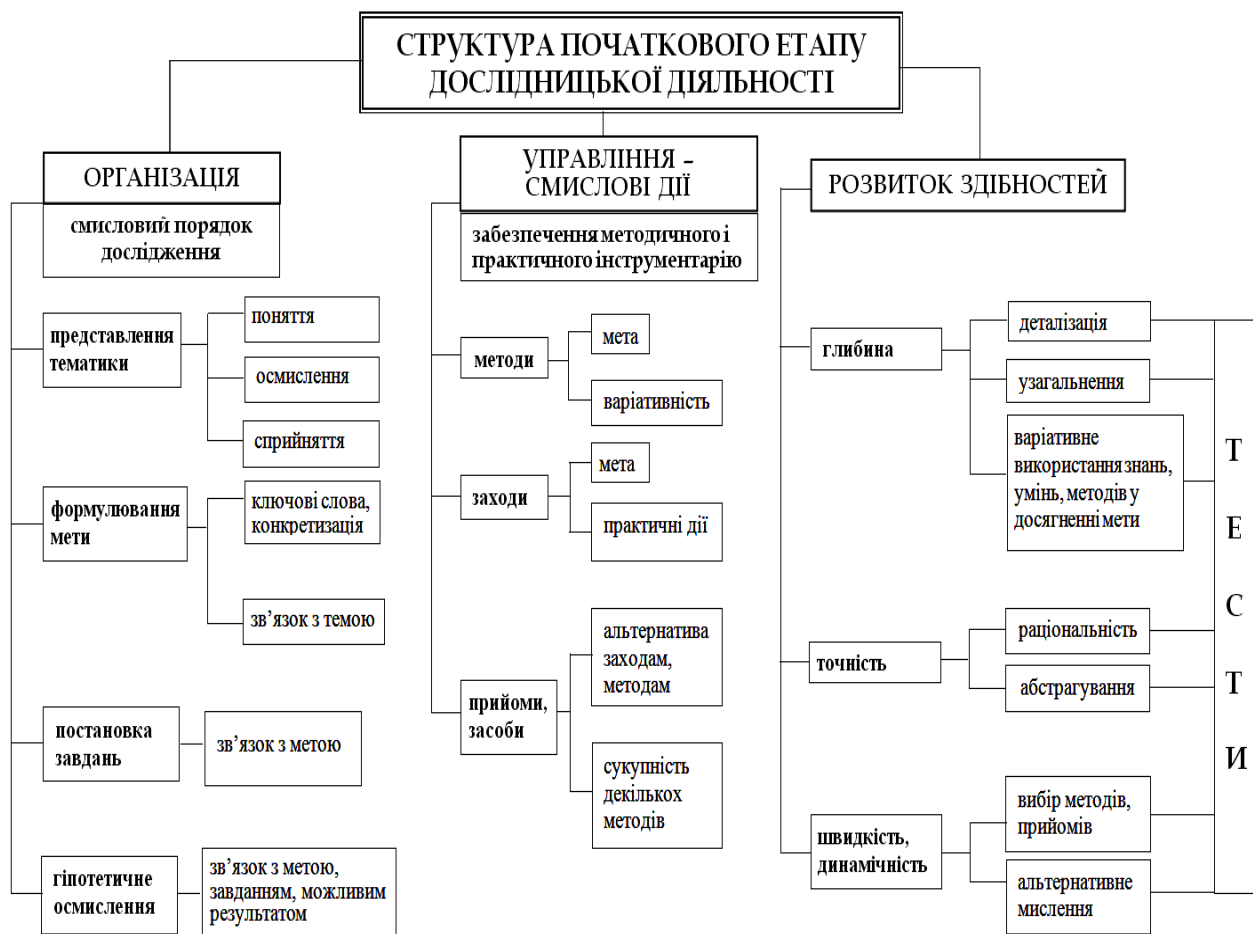 СТРУКТУРА ПОЧАТКОВОГО ЕТАПУ
ДОСЛІДНИЦЬКОЇ ДІЯЛЬНОСТІ
ОРГАНІЗАЦІЯ
смисловий порядок
дослідження
представлення
тематики
поняття
осмислення
сприйняття
формулювання
мети
ключові слова,
конкретизація
зв’язок з темою
постановка
завдань
зв’язок з метою
гіпотетичне
осмислення
зв’язок з метою,
завданням, можливим
результатом
УПРАВЛІННЯ –
СМИСЛОВІ ДІЇ
забезпечення методичного і
практичного інструментарію
методи
мета
варіативність
заходи
мета
практичні дії
прийоми,
засоби
альтернатива
заходам,
методам
сукупність
декількох
методів
РОЗВИТОК ЗДІБНОСТЕЙ
глибина
деталізація
узагальнення
варіативне
використання знань,
умінь, методів у
досягненні мети
точність
раціональність
абстрагування
швидкість,
динамічність
вибір методів,
прийомів
альтернативне
мислення
Т
Е
С
Т
И